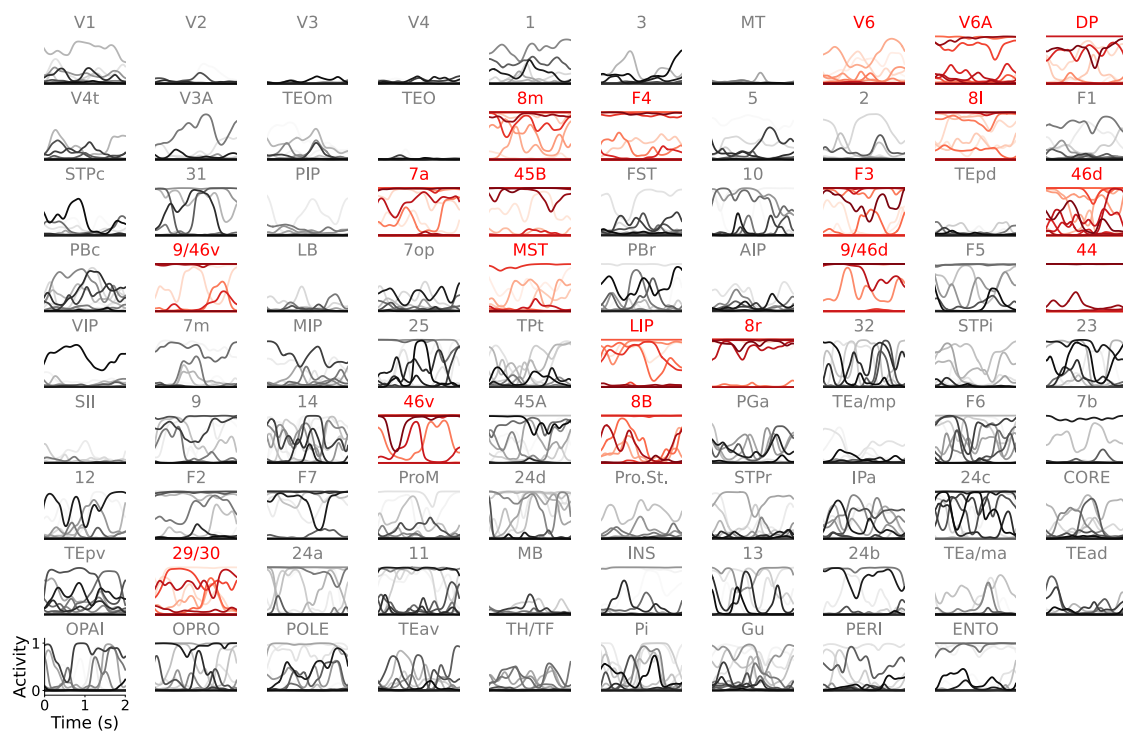 V1 V2 V3 V4 1 3 MT V6 V6A DP
V4t V3A TEOm TEO 8m F4 5 2 8l F1
STPc 31 PIP 7a 45B FST 10 F3 TEpd 46d
PBc 9/46v LB 7op MST PBr AIP 9/46d F5 44
VIP 7m MIP 25 TPt LIP 8r 32 STPi 23
SII 9 14 46v 45A 8B PGa TEa/mp F6 7b
12 F2 F7 ProM 24d Pro.St. STPr IPa 24c CORE
TEpv 29/30 24a 11 MB INS 13 24b TEa/ma TEad
OPAI OPRO POLE TEav TH/TF Pi Gu PERI ENTO
Activity
1
0
0 1 2
Time (s)